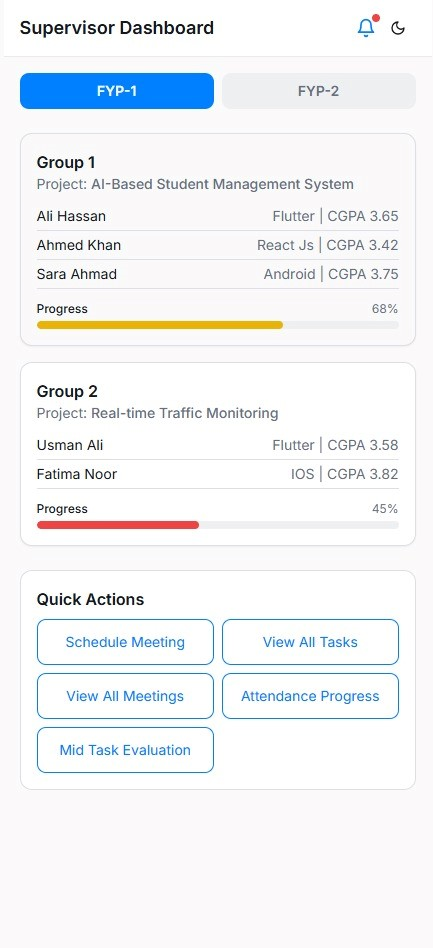 Supervisor Dashboard
FYP-1 FYP-2
Group 1
Project: AI-Based Student Management System
Ali Hassan Flutter | CGPA 3.65
Ahmed Khan React Js | CGPA 3.42
Sara Ahmad Android | CGPA 3.75
Progress 68%
Group 2
Project: Real-time Traffic Monitoring
Usman Ali Flutter | CGPA 3.58
Fatima Noor IOS | CGPA 3.82
Progress 45%
Quick Actions
Schedule Meeting View All Tasks
View All Meetings Attendance Progress
Mid Task Evaluation